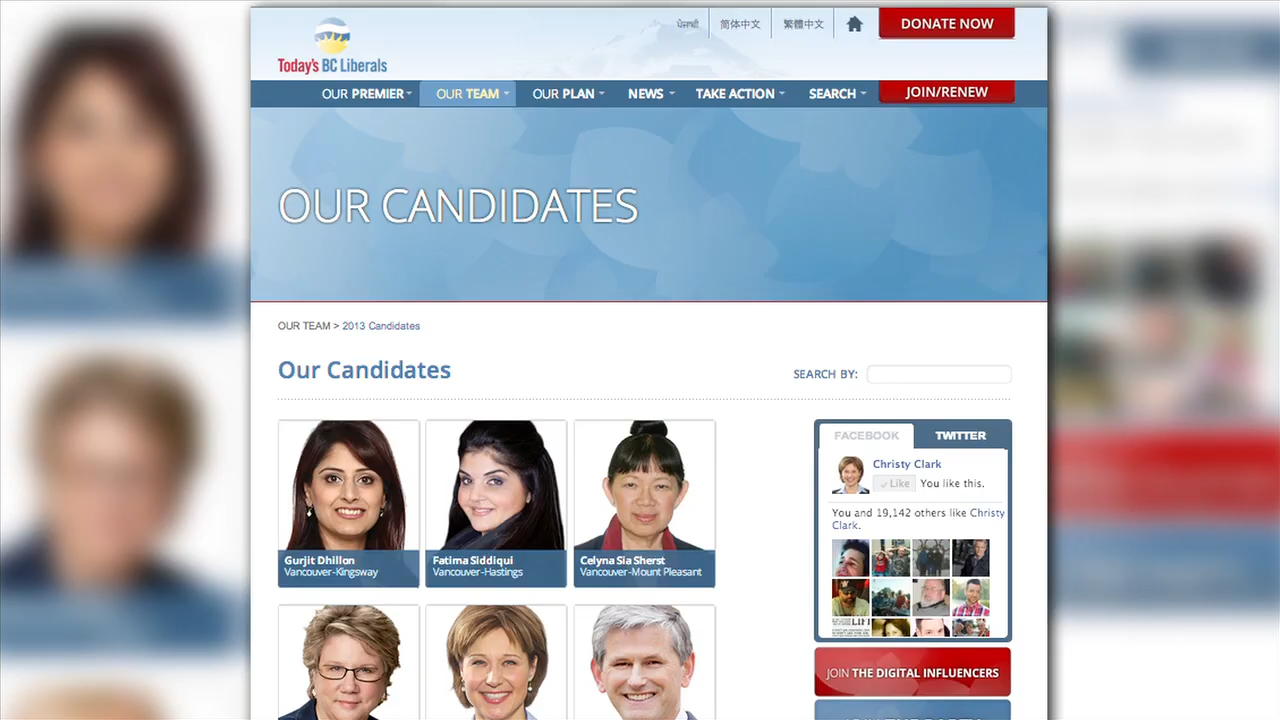 ਪੰਜਾਬੀ
简体中文
繁體中文
DONATE NOW
Today's BC Liberals
OUR PREMIER
OUR TEAM
OUR PLAN
NEWS
TAKE ACTION
SEARCH
JOIN/RENEW
OUR CANDIDATES
OUR TEAM > 2013 Candidates
Our Candidates
SEARCH BY:
Gurjit Dhillon
Vancouver-Kingsway
Fatima Siddiqui
Vancouver-Hastings
Celyna Sia Sherst
Vancouver-Mount Pleasant
FACEBOOK
TWITTER
Christy Clark
Like
You like this.
You and 19,142 others like Christy
Clark.
JOIN THE DIGITAL INFLUENCERS